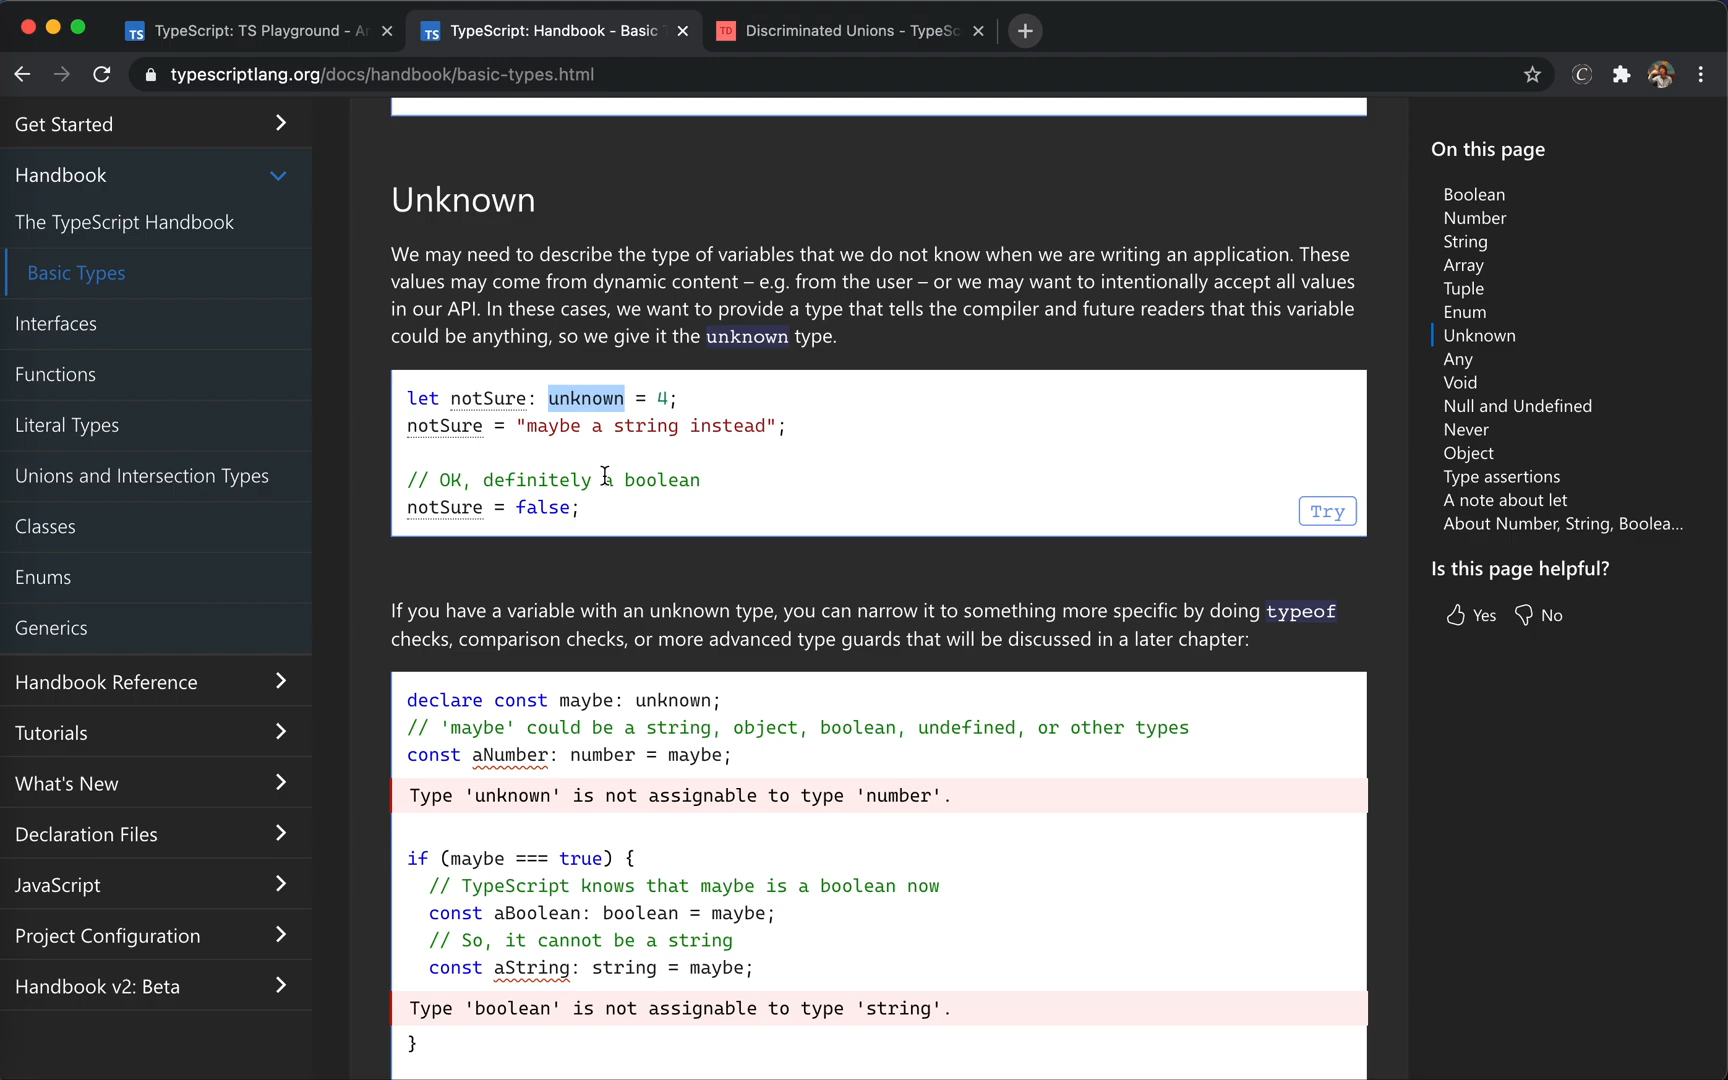 TypeScript: TS Playground - A
TypeScript: Handbook - Basic
Discriminated Unions - TypeSc
typescriptlang.org/docs/handbook/basic-types.html
Get Started
Handbook
The TypeScript Handbook
Basic Types
Interfaces
Functions
Literal Types
Unions and Intersection Types
Classes
Enums
Generics
Handbook Reference
Tutorials
What's New
Declaration Files
JavaScript
Project Configuration
Handbook v2: Beta
Unknown
We may need to describe the type of variables that we do not know when we are writing an application. These
values may come from dynamic content – e.g. from the user – or we may want to intentionally accept all values
in our API. In these cases, we want to provide a type that tells the compiler and future readers that this variable
could be anything, so we give it the unknown type.
let notSure: unknown = 4;
notSure = "maybe a string instead";
// OK, definitely a boolean
notSure = false;
Try
If you have a variable with an unknown type, you can narrow it to something more specific by doing typeof
checks, comparison checks, or more advanced type guards that will be discussed in a later chapter:
declare const maybe: unknown;
// 'maybe' could be a string, object, boolean, undefined, or other types
const aNumber: number = maybe;
Type 'unknown' is not assignable to type 'number'.
if (maybe === true) {
// TypeScript knows that maybe is a boolean now
const aBoolean: boolean = maybe;
// So, it cannot be a string
const aString: string = maybe;
Type 'boolean' is not assignable to type 'string'.
}
On this page
Boolean
Number
String
Array
Tuple
Enum
Unknown
Any
Void
Null and Undefined
Never
Object
Type assertions
A note about let
About Number, String, Boolea...
Is this page helpful?
Yes
No